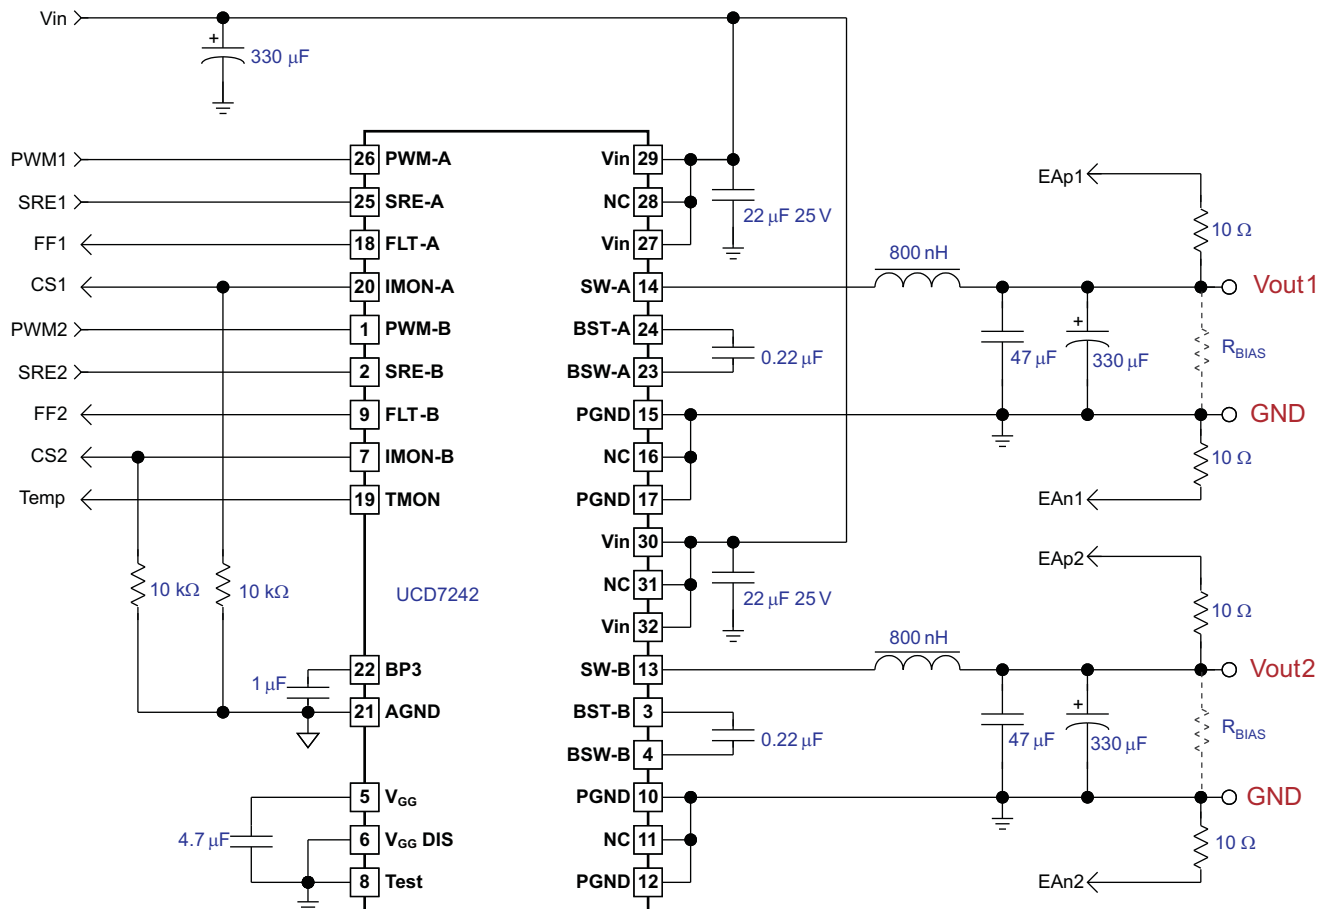 Vin
+
330 μF
PWM1
26 PWM-A
Vin 29
SRE1
25 SRE-A
NC 28
22 μF 25 V
EAp1
10 Ω
FF1
18 FLT-A
Vin 27
800 nH
CS1
20 IMON-A
SW-A 14
Vout1
PWM2
1 PWM-B
BST-A 24
0.22 μF
+
47 μF
330 μF
RBIAS
SRE2
2 SRE-B
BSW-A 23
FF2
9 FLT-B
PGND 15
GND
CS2
7 IMON-B
NC 16
10 Ω
Temp
19 TMON
PGND 17
EAn1
Vin 30
EAp2
10 kΩ
10 kΩ
UCD7242
NC 31
22 μF 25 V
10 Ω
Vin 32
800 nH
22 BP3
SW-B 13
Vout2
1 μF
21 AGND
BST-B 3
0.22 μF
+
47 μF
330 μF
RBIAS
BSW-B 4
5 VGG
PGND 10
GND
4.7 μF
6 VGG DIS
NC 11
10 Ω
8 Test
PGND 12
EAn2